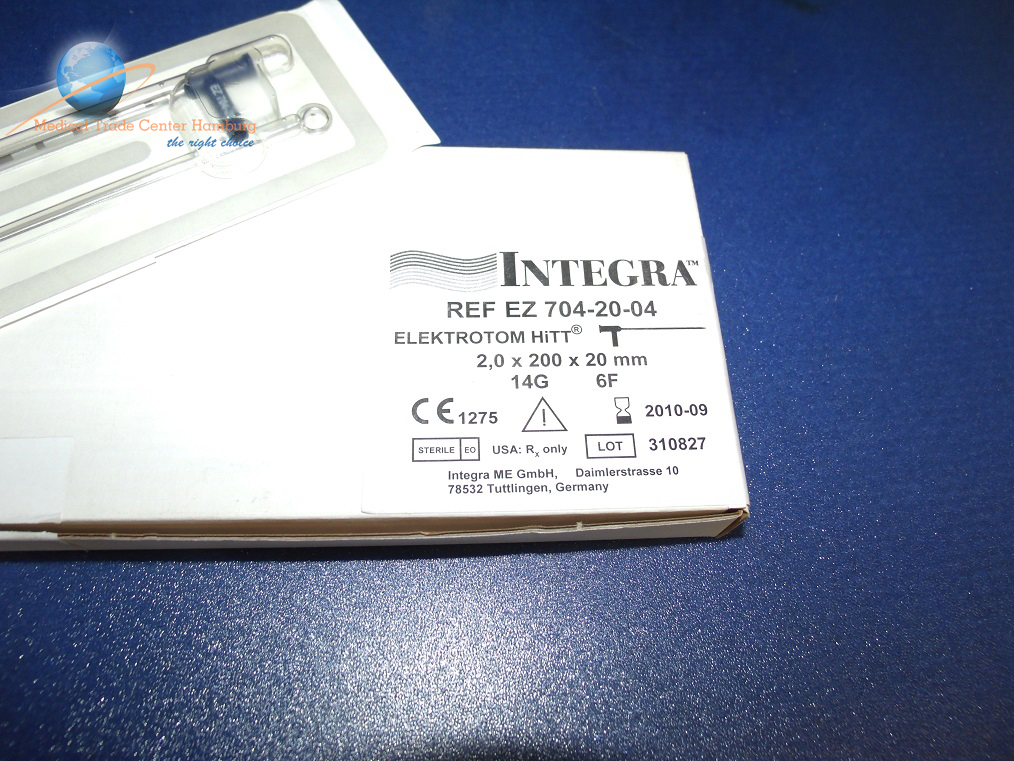 Medical Trade Center Hamburg
the right choice
INTEGRA™
REF EZ 704-20-04
ELEKTROTOM HiTT®
2,0 x 200 x 20 mm
14G 6F
CE 1275 2010-09
STERILE EO USA: Rx only LOT 310827
Integra ME GmbH, Daimlerstrasse 10
78532 Tuttlingen, Germany